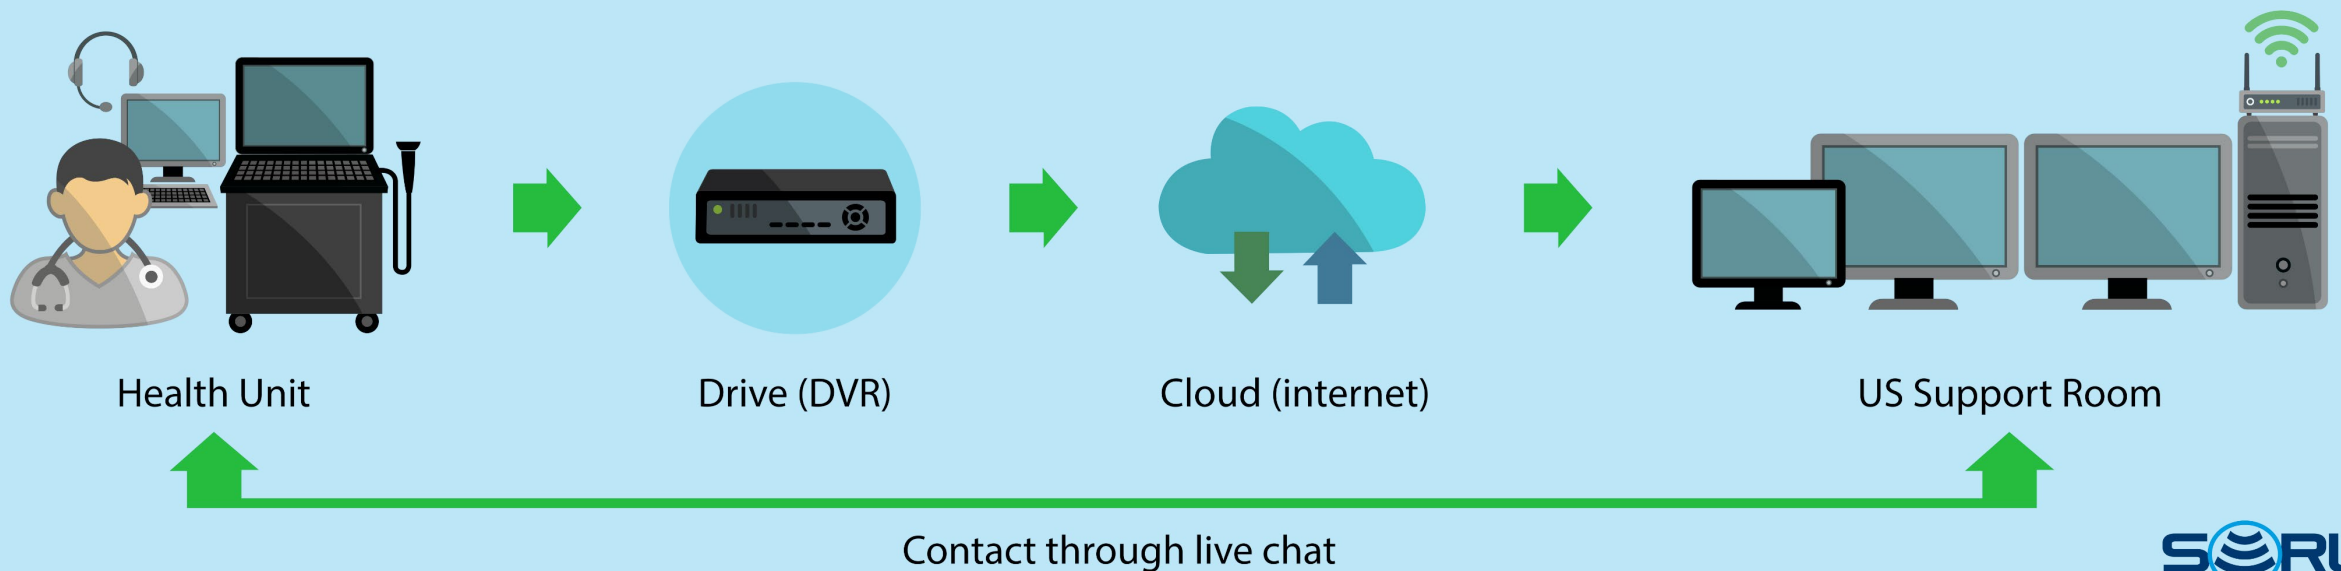 Health Unit
Drive (DVR)
Cloud (internet)
US Support Room
Contact through live chat